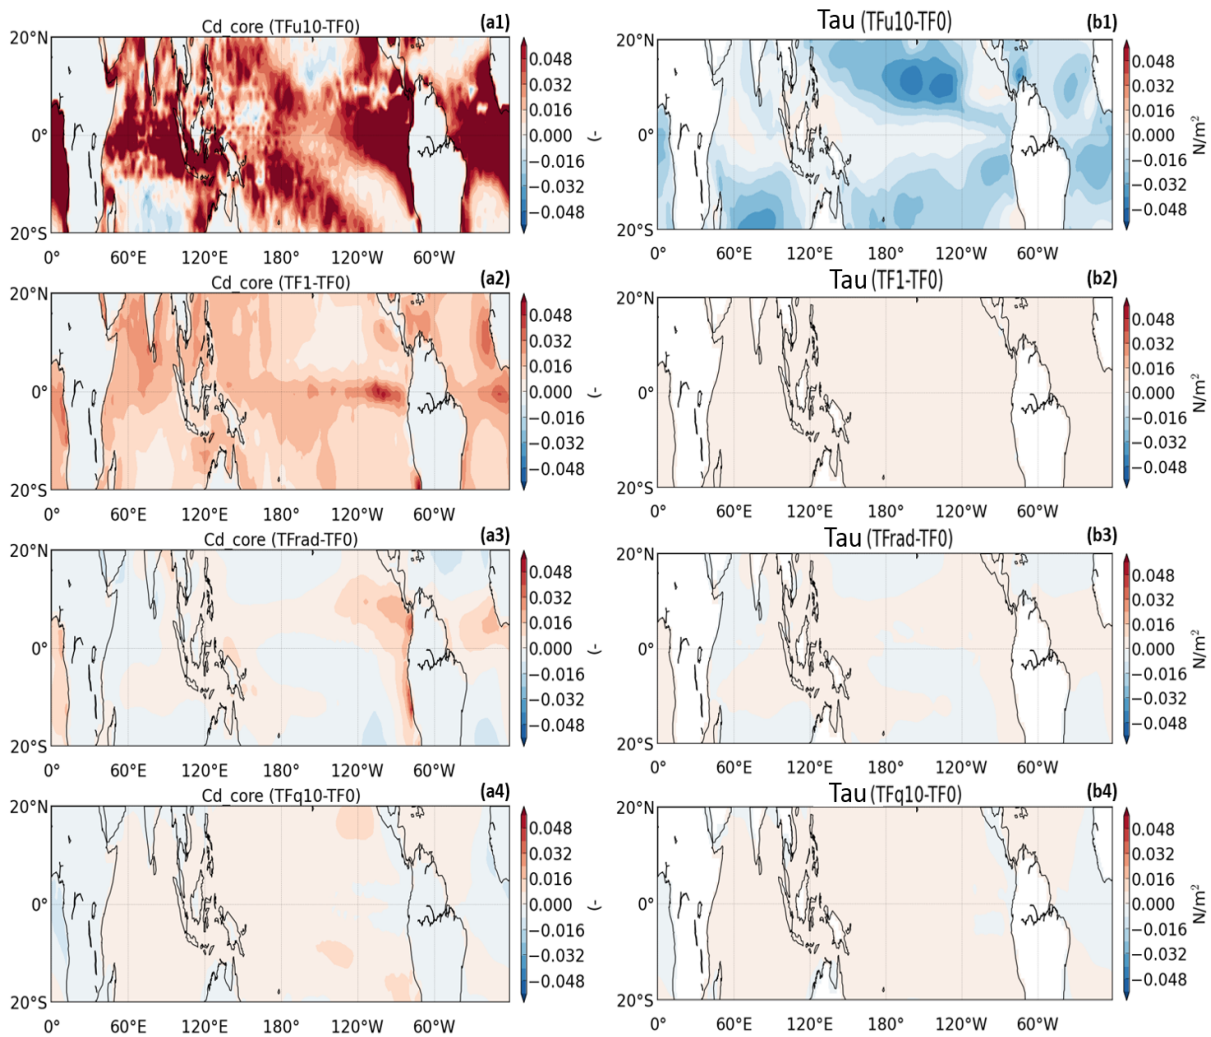 Cd_core (TFu10-TF0) (a1)
20°N
0°
20°S
0° 60°E 120°E 180° 120°W 60°W
0.048
0.032
0.016
0.000
−0.016
−0.032
−0.048
(-
Tau (TFu10-TF0) (b1)
20°N
0°
20°S
0° 60°E 120°E 180° 120°W 60°W
0.048
0.032
0.016
0.000
−0.016
−0.032
−0.048
N/m²
Cd_core (TF1-TF0) (a2)
20°N
0°
20°S
0° 60°E 120°E 180° 120°W 60°W
0.048
0.032
0.016
0.000
−0.016
−0.032
−0.048
(-
Tau (TF1-TF0) (b2)
20°N
0°
20°S
0° 60°E 120°E 180° 120°W 60°W
0.048
0.032
0.016
0.000
−0.016
−0.032
−0.048
N/m²
Cd_core (TFrad-TF0) (a3)
20°N
0°
20°S
0° 60°E 120°E 180° 120°W 60°W
0.048
0.032
0.016
0.000
−0.016
−0.032
−0.048
(-
Tau (TFrad-TF0) (b3)
20°N
0°
20°S
0° 60°E 120°E 180° 120°W 60°W
0.048
0.032
0.016
0.000
−0.016
−0.032
−0.048
N/m²
Cd_core (TFq10-TF0) (a4)
20°N
0°
20°S
0° 60°E 120°E 180° 120°W 60°W
0.048
0.032
0.016
0.000
−0.016
−0.032
−0.048
(-
Tau (TFq10-TF0) (b4)
20°N
0°
20°S
0° 60°E 120°E 180° 120°W 60°W
0.048
0.032
0.016
0.000
−0.016
−0.032
−0.048
N/m²